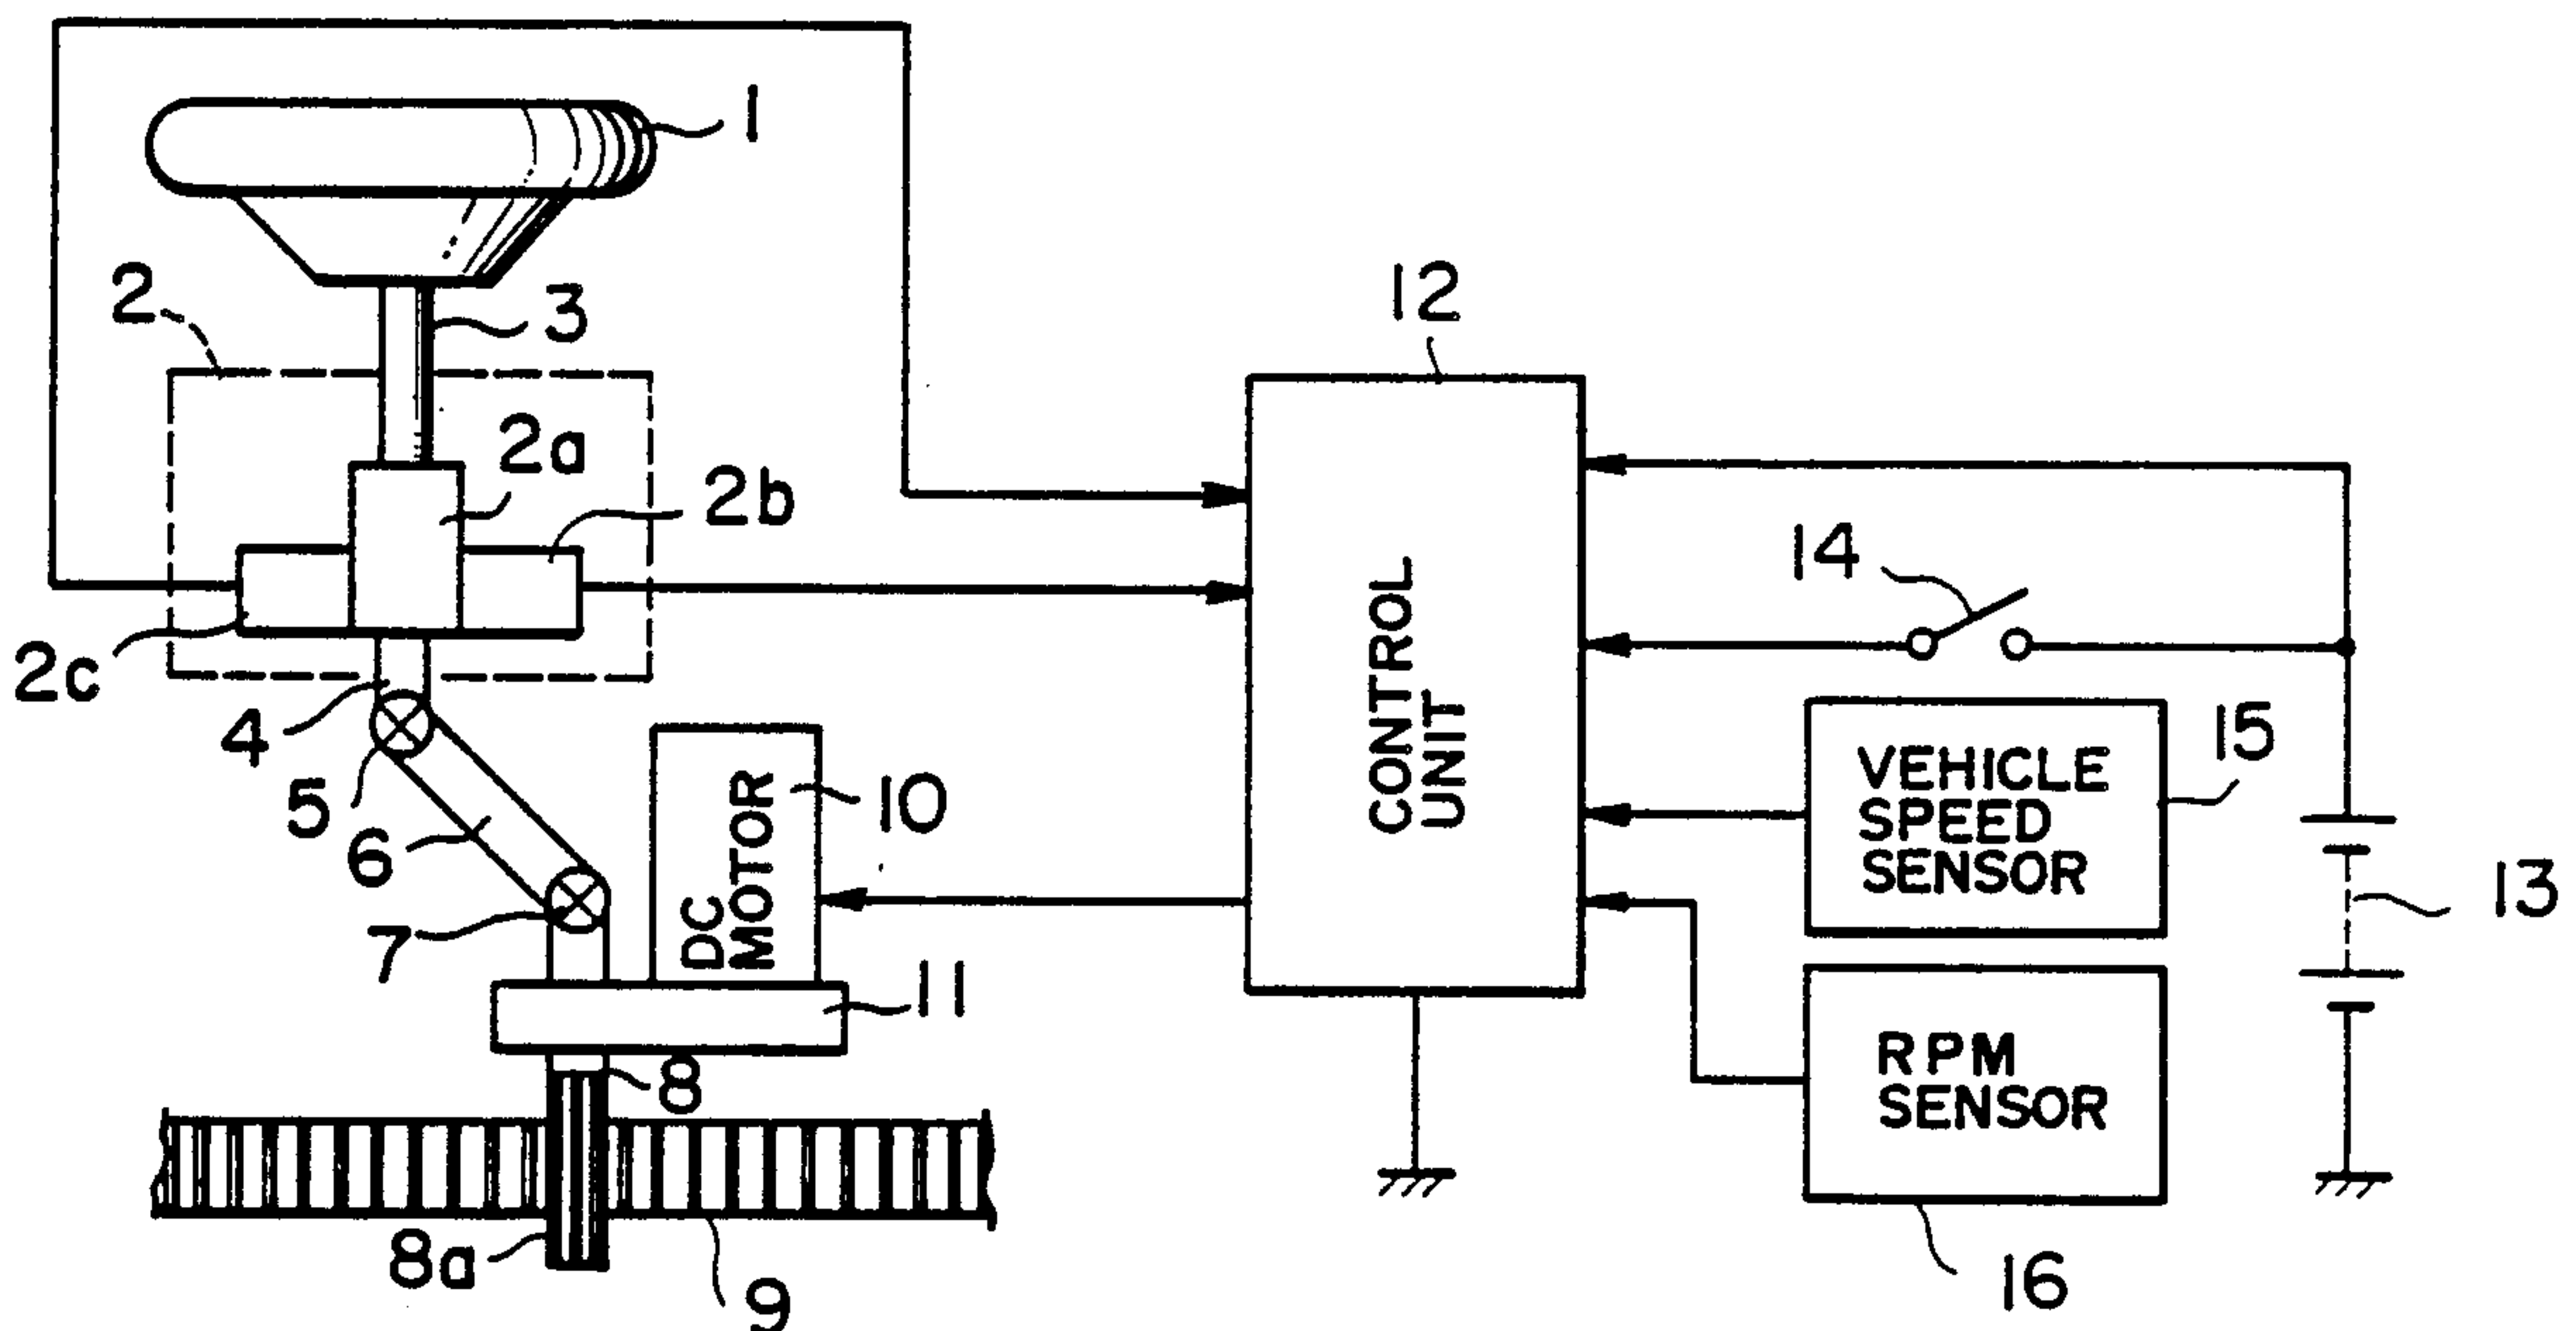 1
2
3
12
2a
2b
14
2c
4
5
6
7
CONTROL
UNIT
15
VEHICLE
SPEED
SENSOR
10
DC
MOTOR
13
11
8
RPM
SENSOR
8a
9
16